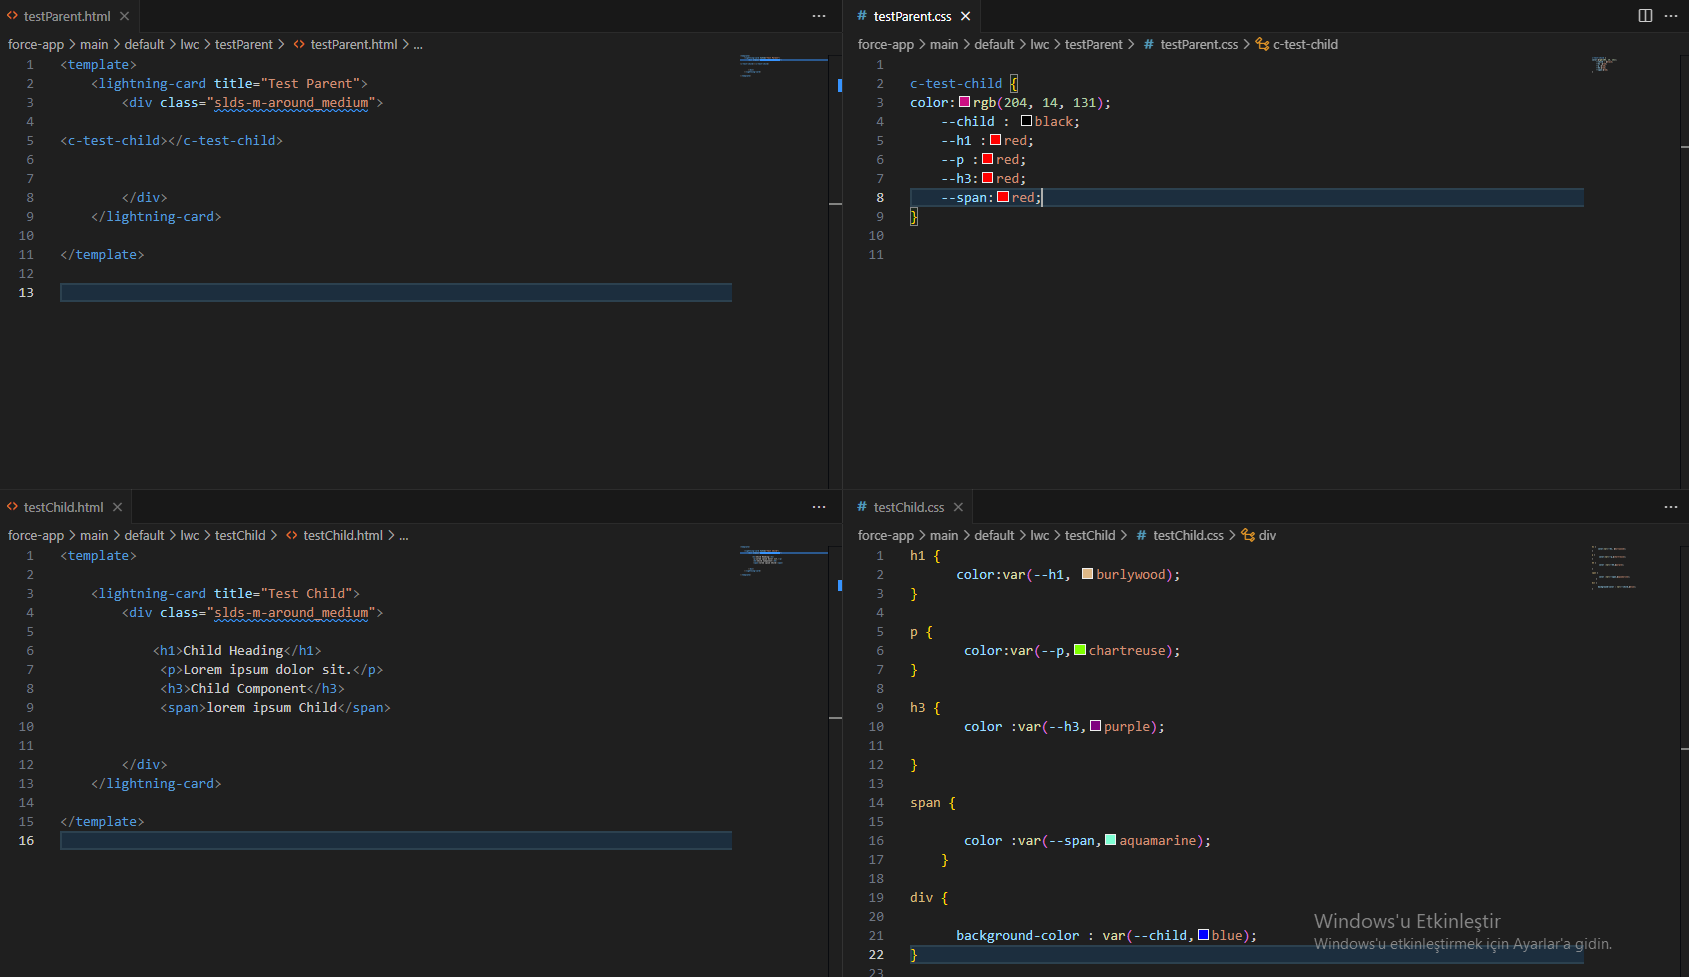 testParent.html
force-app > main > default > lwc > testParent > testParent.html > ...
1 <template>
2 <lightning-card title="Test Parent">
3 <div class="slds-m-around_medium">
4
5 <c-test-child></c-test-child>
6
7
8 </div>
9 </lightning-card>
10
11 </template>
12
13
# testParent.css
force-app > main > default > lwc > testParent > # testParent.css > c-test-child
1
2 c-test-child {
3 color: rgb(204, 14, 131);
4 --child : black;
5 --h1 : red;
6 --p : red;
7 --h3: red;
8 --span: red;
9 }
10
11
testChild.html
force-app > main > default > lwc > testChild > testChild.html > ...
1 <template>
2
3 <lightning-card title="Test Child">
4 <div class="slds-m-around_medium">
5
6 <h1>Child Heading</h1>
7 <p>Lorem ipsum dolor sit.</p>
8 <h3>Child Component</h3>
9 <span>lorem ipsum Child</span>
10
11
12 </div>
13 </lightning-card>
14
15 </template>
16
# testChild.css
force-app > main > default > lwc > testChild > # testChild.css > div
1 h1 {
2 color:var(--h1, burlywood);
3 }
4
5 p {
6 color:var(--p, chartreuse);
7 }
8
9 h3 {
10 color :var(--h3, purple);
11
12 }
13
14 span {
15
16 color :var(--span, aquamarine);
17 }
18
19 div {
20
21 background-color : var(--child, blue);
22 }
23
Windows'u Etkinleştir
Windows'u etkinleştirmek için Ayarlar'a gidin.